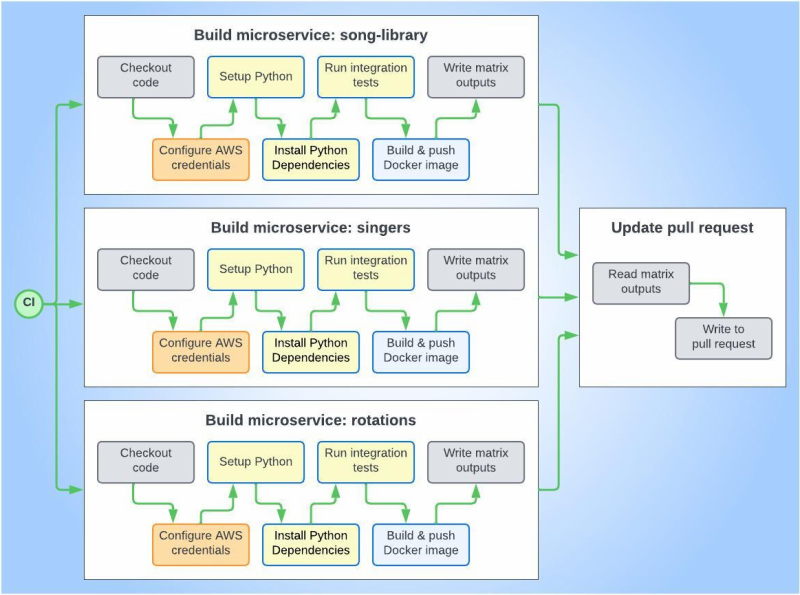 CI
Build microservice: song-library
Checkout
code
Setup Python
Run integration
tests
Write matrix
outputs
Configure AWS
credentials
Install Python
Dependencies
Build & push
Docker image
Build microservice: singers
Checkout
code
Setup Python
Run integration
tests
Write matrix
outputs
Configure AWS
credentials
Install Python
Dependencies
Build & push
Docker image
Build microservice: rotations
Checkout
code
Setup Python
Run integration
tests
Write matrix
outputs
Configure AWS
credentials
Install Python
Dependencies
Build & push
Docker image
Update pull request
Read matrix
outputs
Write to
pull request